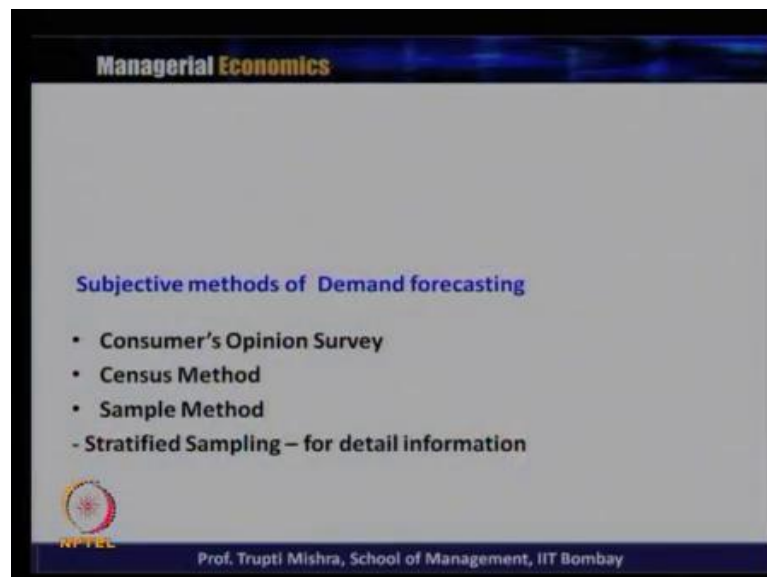 Managerial Economics
Subjective methods of Demand forecasting
• Consumer's Opinion Survey
• Census Method
• Sample Method
- Stratified Sampling – for detail information
NPTEL
Prof. Trupti Mishra, School of Management, IIT Bombay